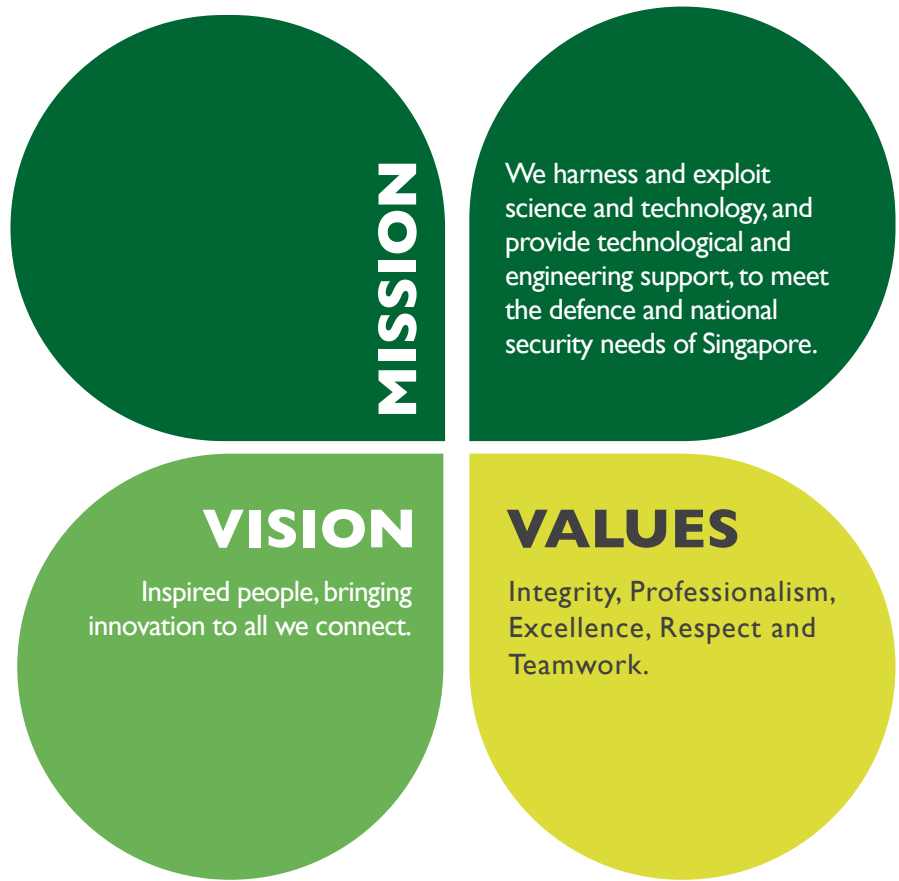 MISSION
We harness and exploit
science and technology, and
provide technological and
engineering support, to meet
the defence and national
security needs of Singapore.
VISION
Inspired people, bringing
innovation to all we connect.
VALUES
Integrity, Professionalism,
Excellence, Respect and
Teamwork.